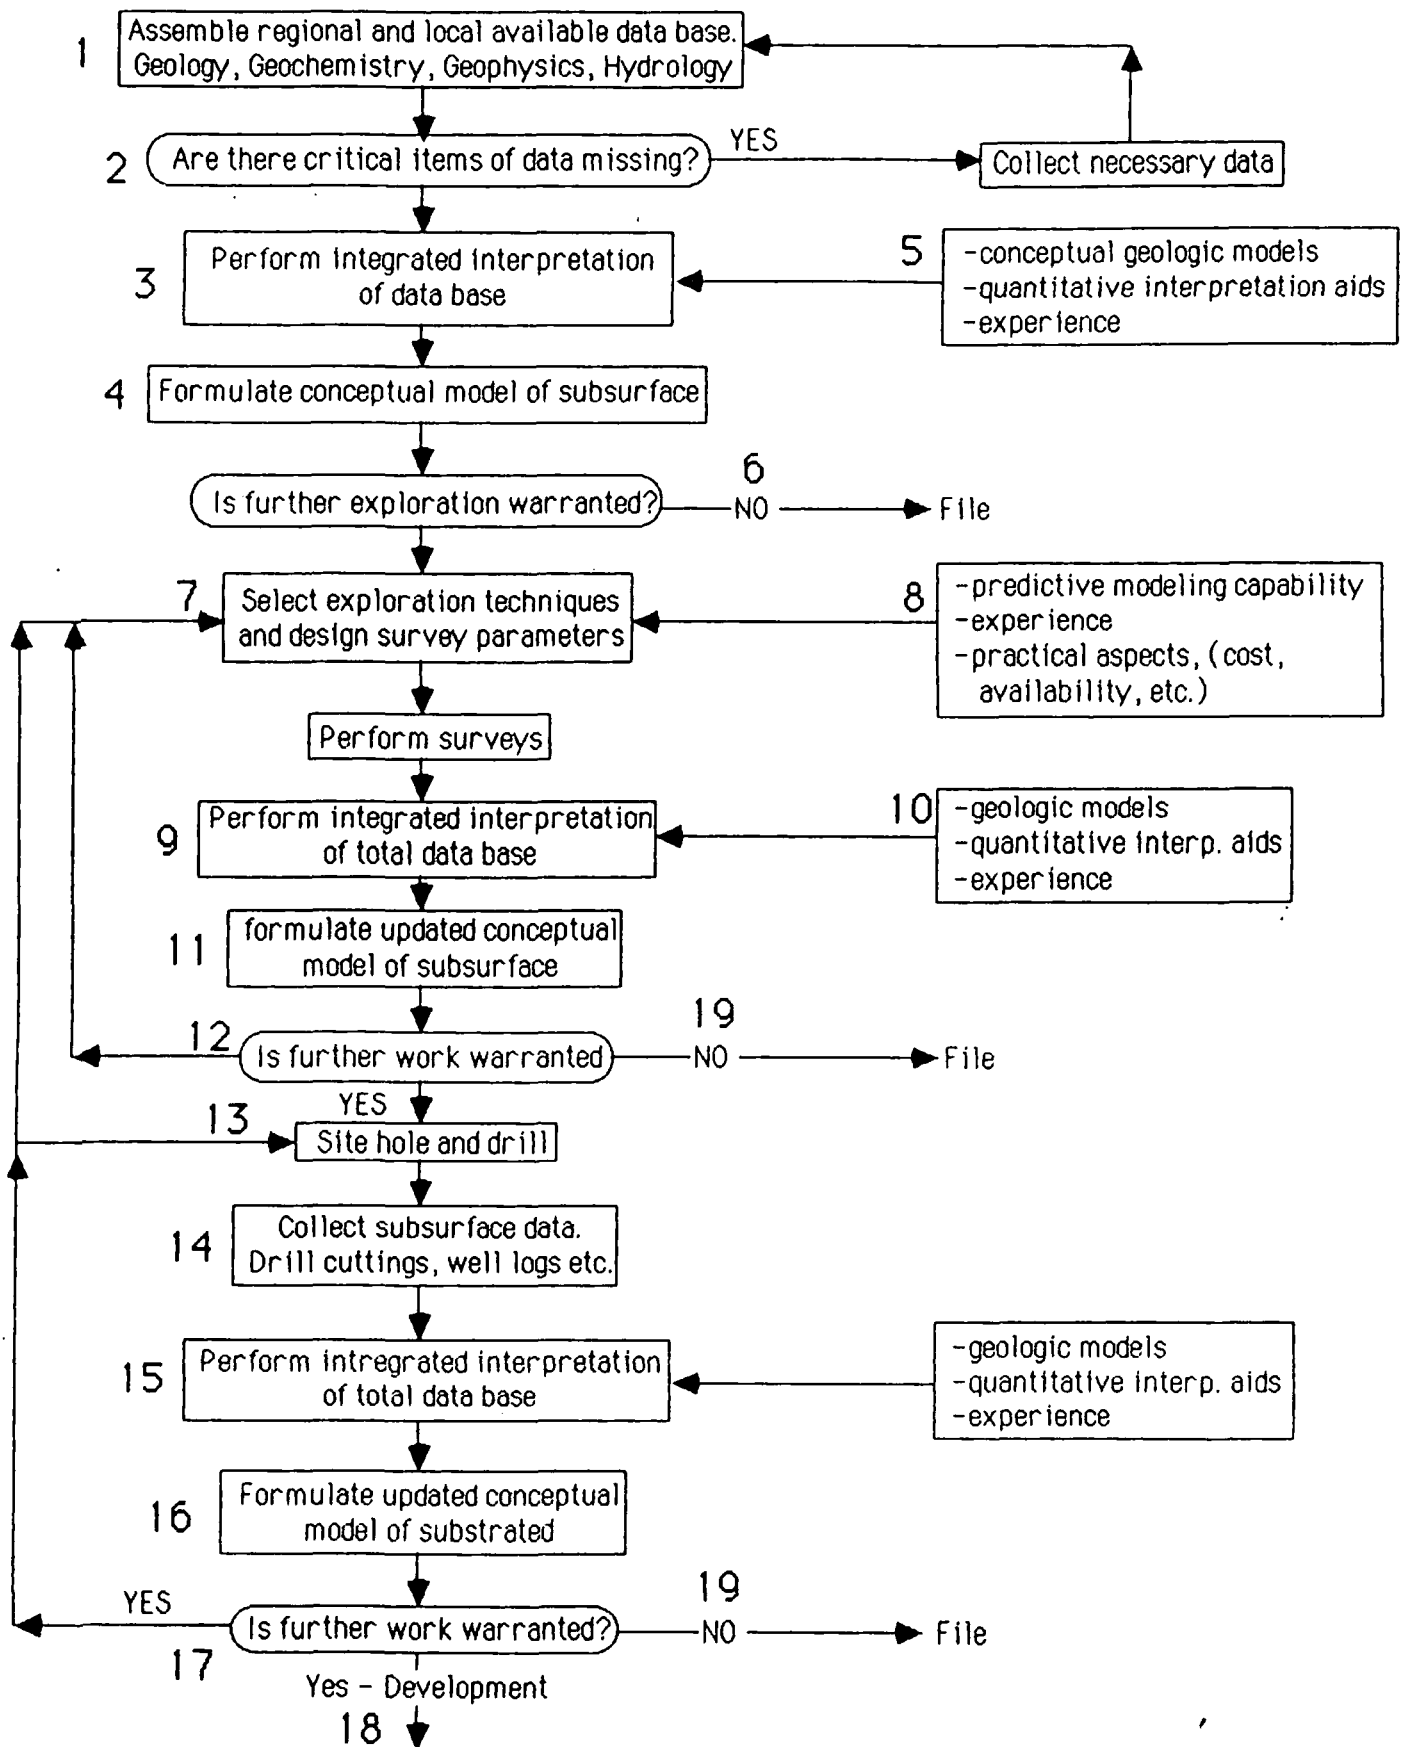 1
Assemble regional and local available data base.
Geology, Geochemistry, Geophysics, Hydrology
2
Are there critical items of data missing?
YES
Collect necessary data
3
Perform integrated interpretation
of data base
5
-conceptual geologic models
-quantitative interpretation aids
-experience
4
Formulate conceptual model of subsurface
Is further exploration warranted?
6
NO
File
7
Select exploration techniques
and design survey parameters
8
-predictive modeling capability
-experience
-practical aspects, (cost,
availability, etc.)
Perform surveys
9
Perform integrated interpretation
of total data base
10
-geologic models
-quantitative interp. aids
-experience
11
formulate updated conceptual
model of subsurface
12
Is further work warranted
19
NO
File
YES
13
Site hole and drill
14
Collect subsurface data.
Drill cuttings, well logs etc.
15
Perform intregrated interpretation
of total data base
-geologic models
-quantitative interp. aids
-experience
16
Formulate updated conceptual
model of substrated
YES
17
Is further work warranted?
19
NO
File
Yes - Development
18